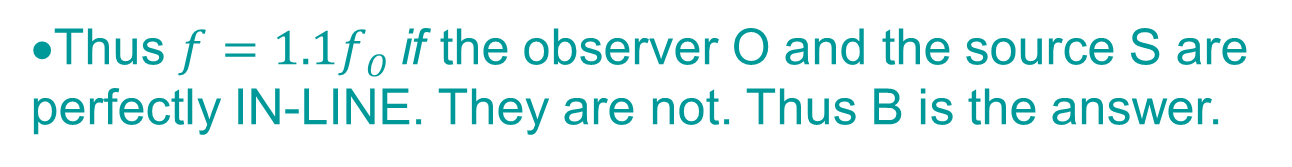 •Thus f = 1.1f₀ if the observer O and the source S are
perfectly IN-LINE. They are not. Thus B is the answer.